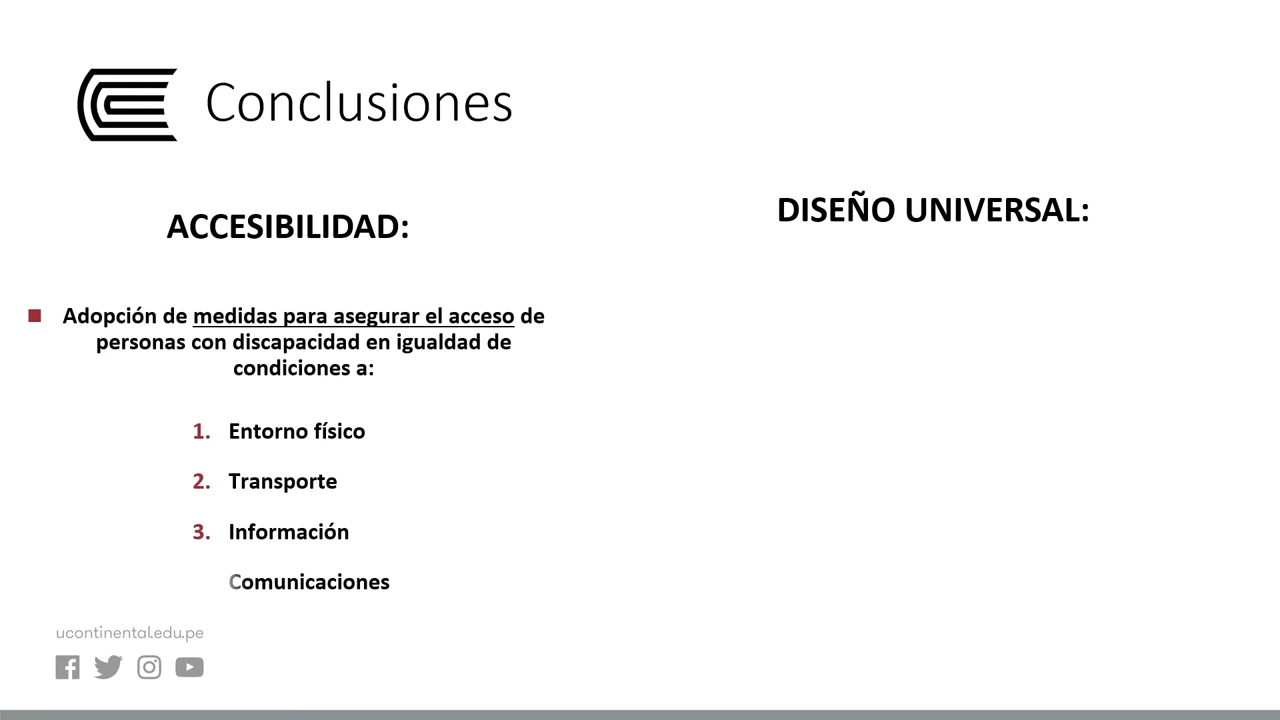 Conclusiones
ACCESIBILIDAD:
■ Adopción de medidas para asegurar el acceso de
personas con discapacidad en igualdad de
condiciones a:
1. Entorno físico
2. Transporte
3. Información
Comunicaciones
DISEÑO UNIVERSAL:
ucontinental.edu.pe